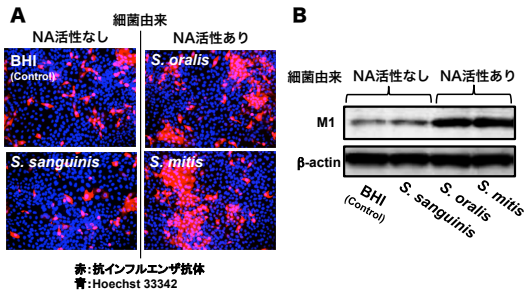 A
細菌由来
NA活性なし
NA活性あり
BHI
(Control)
S. oralis
S. sanguinis
S. mitis
赤:抗インフルエンザ抗体
青:Hoechst 33342
B
細菌由来
NA活性なし
NA活性あり
M1
β-actin
BHI
(Control)
S. sanguinis
S. oralis
S. mitis